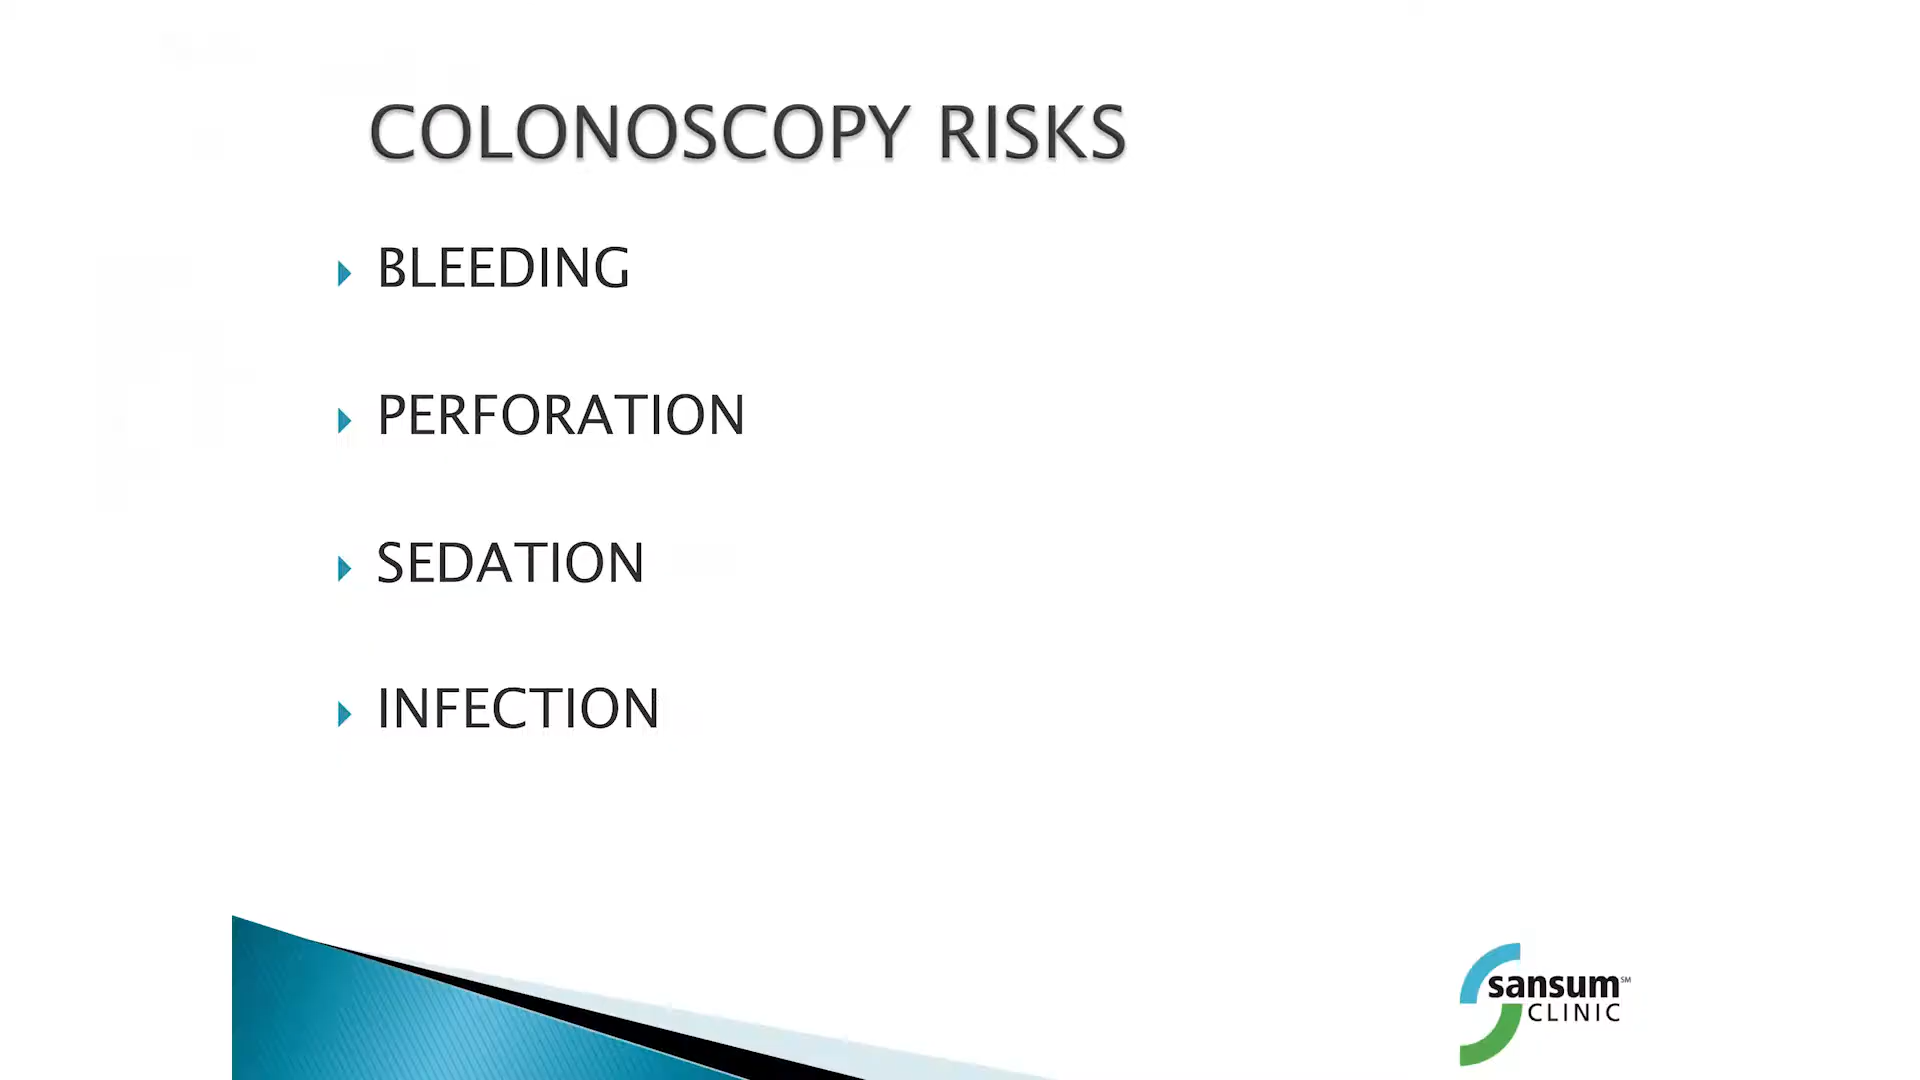 COLONOSCOPY RISKS
BLEEDING
PERFORATION
SEDATION
INFECTION
sansum℠
CLINIC